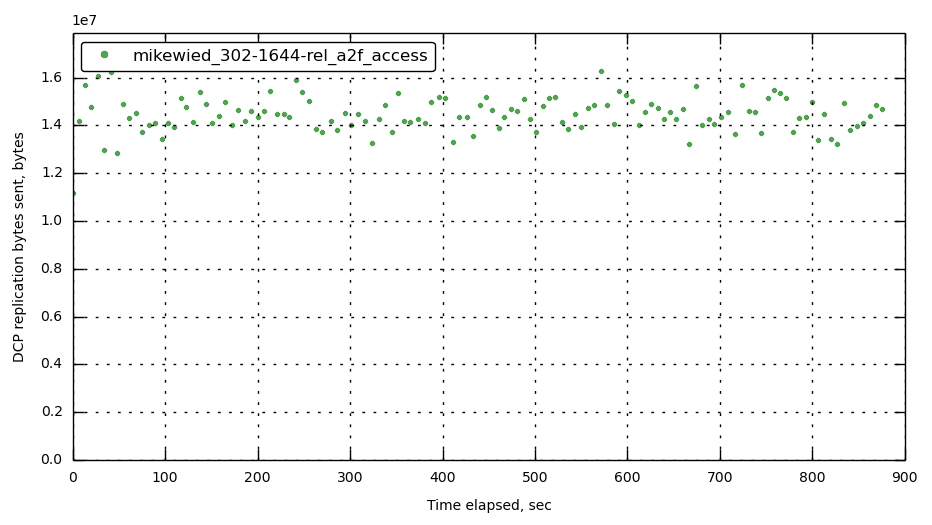 1e7
mikewied_302-1644-rel_a2f_access
1.6
1.4
1.2
1.0
0.8
0.6
0.4
0.2
0.0
DCP replication bytes sent, bytes
0 100 200 300 400 500 600 700 800 900
Time elapsed, sec